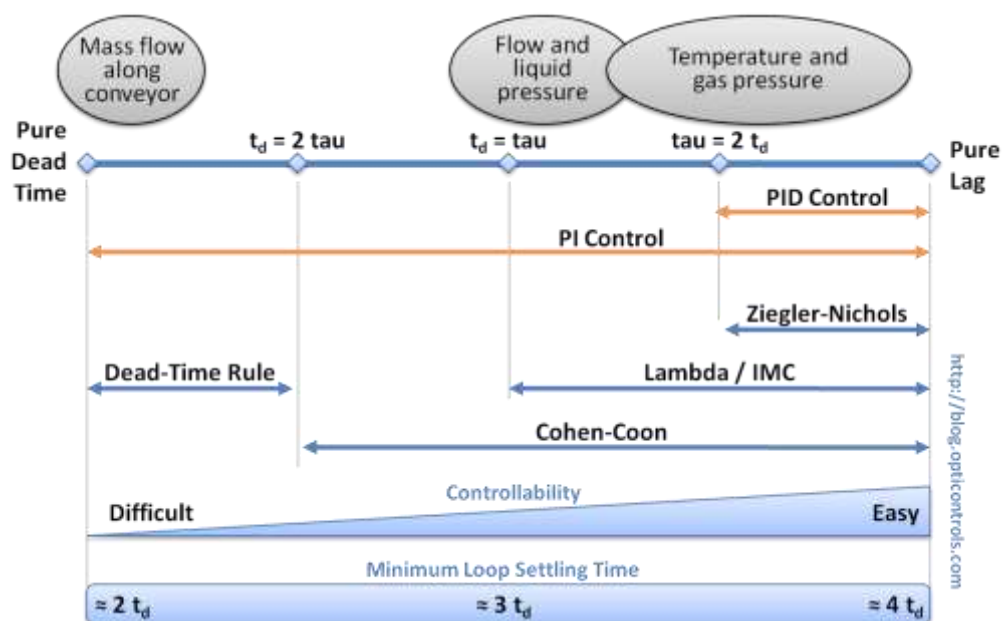 Mass flow
along
conveyor
Flow and
liquid
pressure
Temperature and
gas pressure
Pure
Dead
Time
t_d = 2 tau
t_d = tau
tau = 2 t_d
Pure
Lag
PID Control
PI Control
Ziegler-Nichols
Dead-Time Rule
Lambda / IMC
Cohen-Coon
Controllability
Difficult
Easy
Minimum Loop Settling Time
≈ 2 t_d
≈ 3 t_d
≈ 4 t_d
http://blog.opticontrols.com